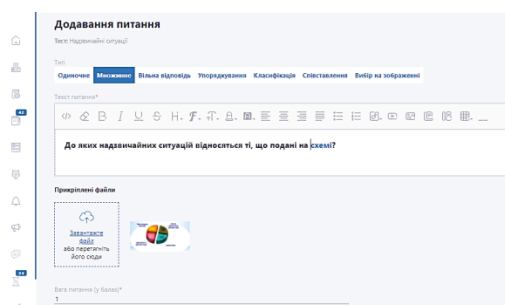 Додавання питання
Тест: Надзвичайні ситуації
Тип
Одиночне Множинне Вільна відповідь Упорядкування Класифікація Співставлення Вибір на зображенні
Текст питання*
До яких надзвичайних ситуацій відносяться ті, що подані на схемі?
Прикріплені файли
Завантажте
файл
або перетягніть
його сюди
Вага питання (у балах)*
1